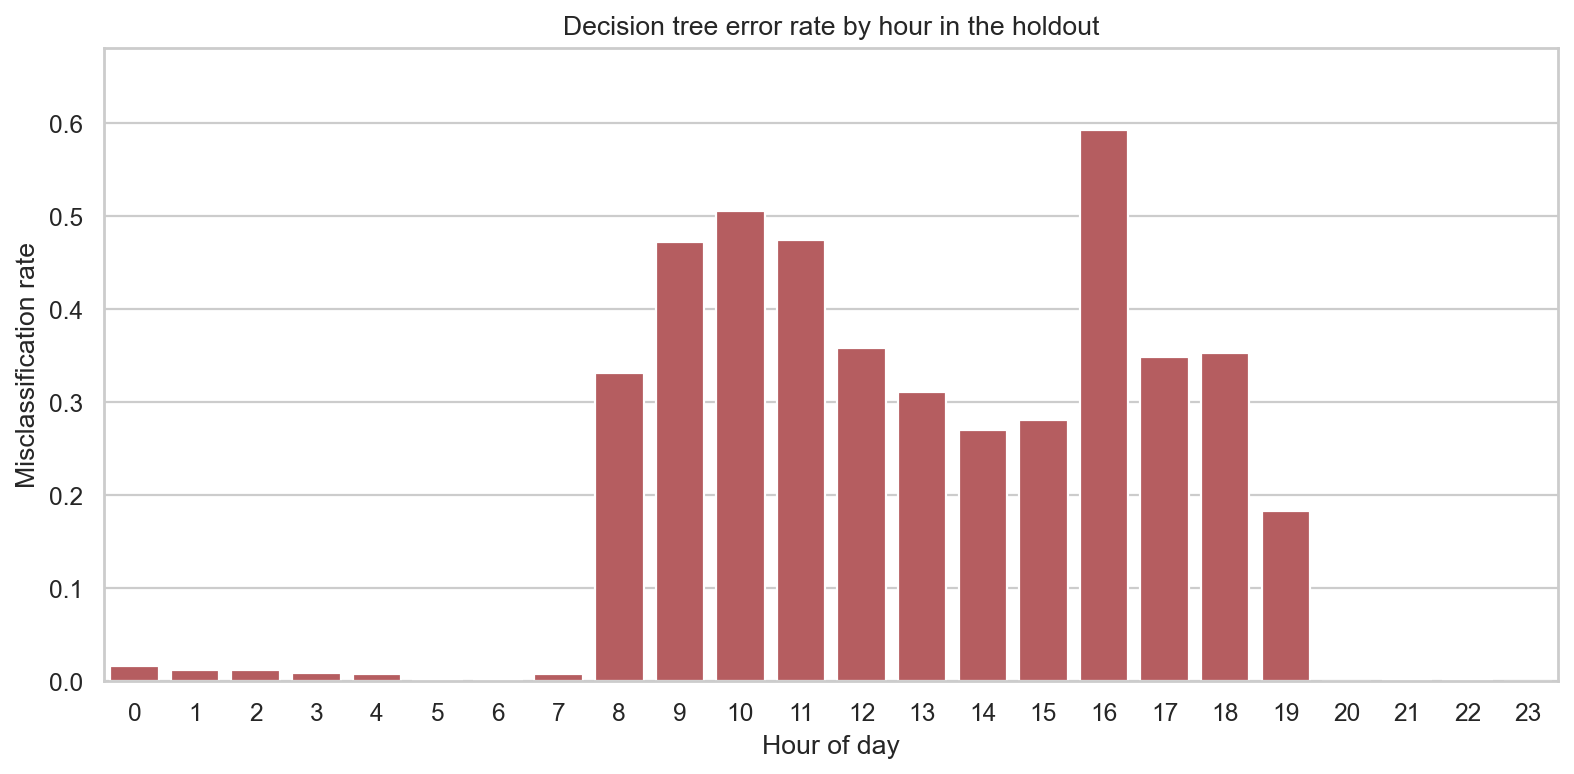 Decision tree error rate by hour in the holdout
Misclassification rate
0.6
0.5
0.4
0.3
0.2
0.1
0.0
0 1 2 3 4 5 6 7 8 9 10 11 12 13 14 15 16 17 18 19 20 21 22 23
Hour of day